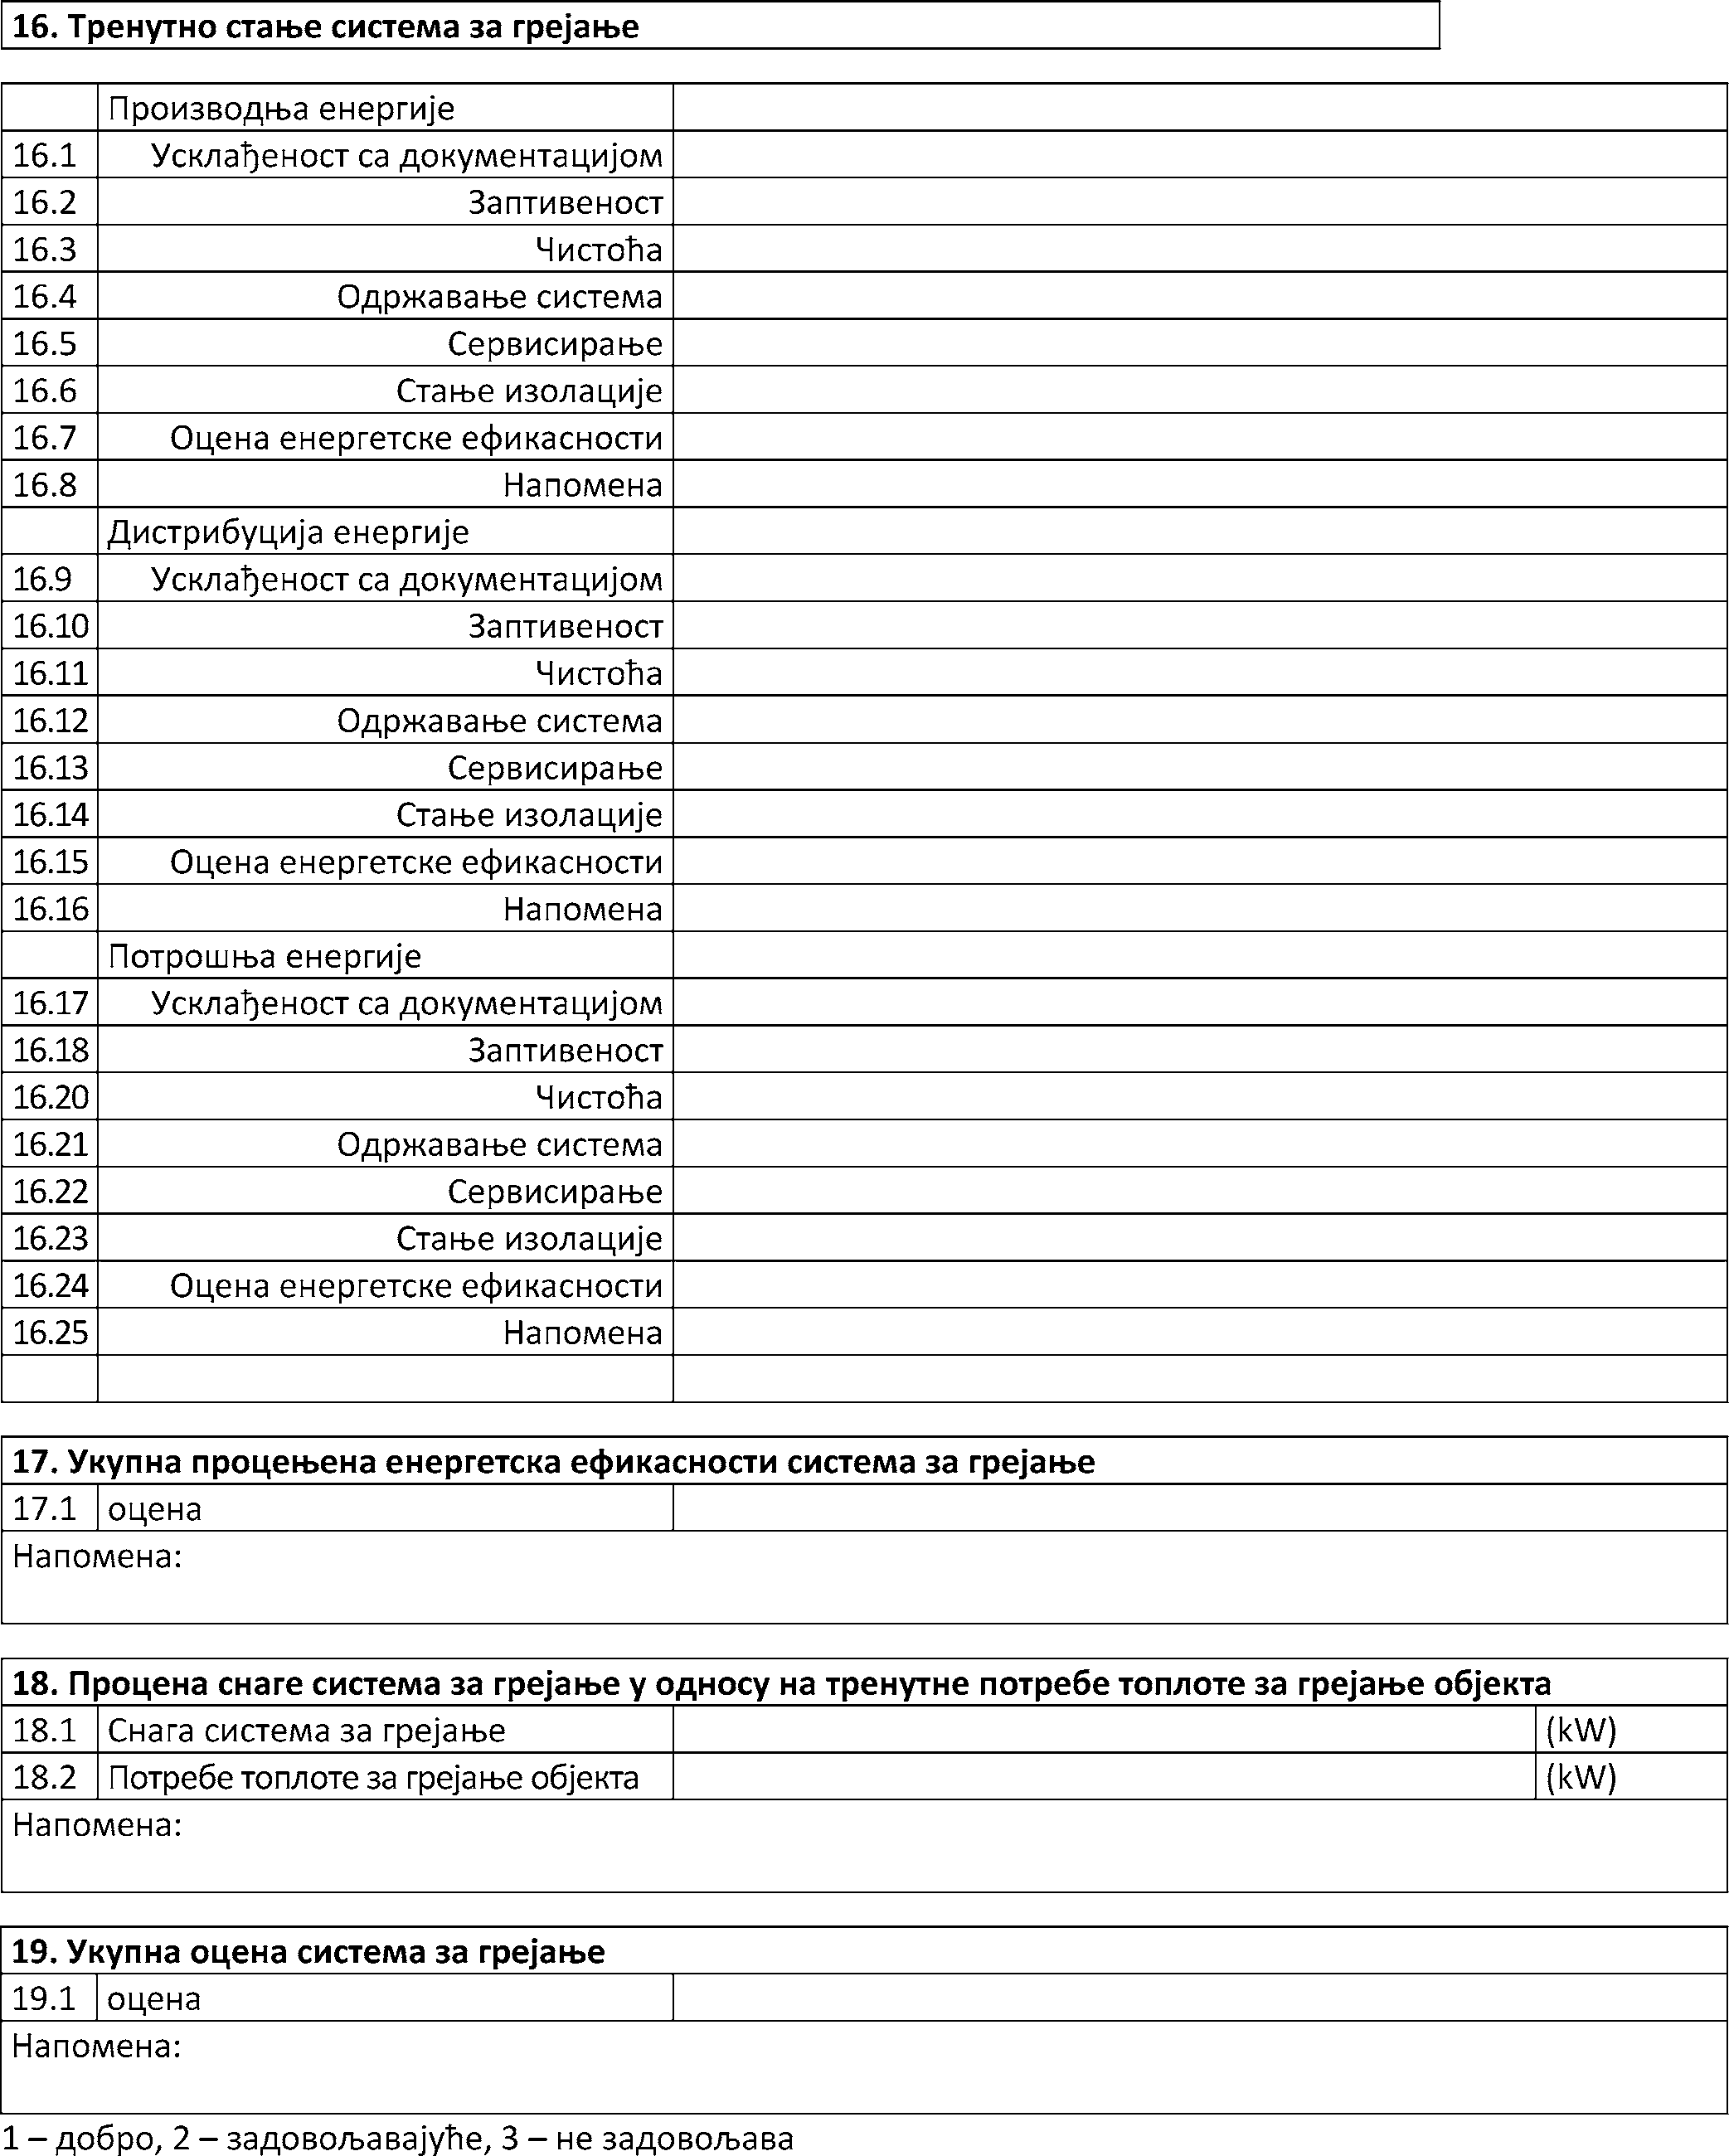 16. Тренутно стање система за грејање
Производња енергије
16.1 Усклађеност са документацијом
16.2 Заптивеност
16.3 Чистоћа
16.4 Одржавање система
16.5 Сервисирање
16.6 Стање изолације
16.7 Оцена енергетске ефикасности
16.8 Напомена
Дистрибуција енергије
16.9 Усклађеност са документацијом
16.10 Заптивеност
16.11 Чистоћа
16.12 Одржавање система
16.13 Сервисирање
16.14 Стање изолације
16.15 Оцена енергетске ефикасности
16.16 Напомена
Потрошња енергије
16.17 Усклађеност са документацијом
16.18 Заптивеност
16.20 Чистоћа
16.21 Одржавање система
16.22 Сервисирање
16.23 Стање изолације
16.24 Оцена енергетске ефикасности
16.25 Напомена
17. Укупна процењена енергетска ефикасности система за грејање
17.1 оцена
Напомена:
18. Процена снаге система за грејање у односу на тренутне потребе топлоте за грејање објекта
18.1 Снага система за грејање (kW)
18.2 Потребе топлоте за грејање објекта (kW)
Напомена:
19. Укупна оцена система за грејање
19.1 оцена
Напомена:
1 – добро, 2 – задовољавајуће, 3 – не задовољава